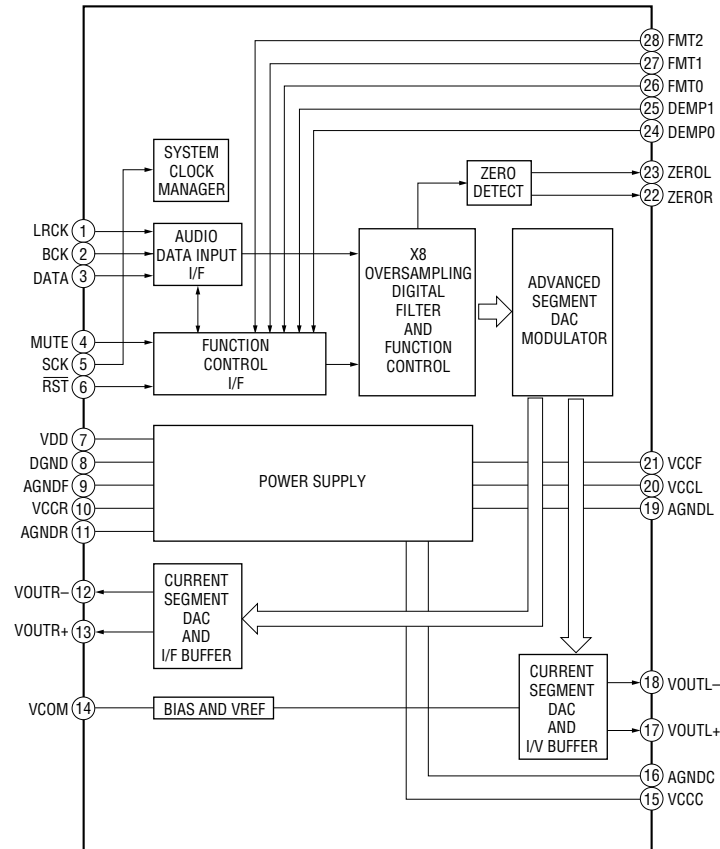 28 FMT2
27 FMT1
26 FMT0
25 DEMP1
24 DEMP0
SYSTEM
CLOCK
MANAGER
ZERO
DETECT
23 ZEROL
22 ZEROR
LRCK 1
BCK 2
DATA 3
AUDIO
DATA INPUT
I/F
X8
OVERSAMPLING
DIGITAL
FILTER
AND
FUNCTION
CONTROL
ADVANCED
SEGMENT
DAC
MODULATOR
MUTE 4
SCK 5
RST 6
FUNCTION
CONTROL
I/F
VDD 7
DGND 8
AGNDF 9
VCCR 10
AGNDR 11
POWER SUPPLY
21 VCCF
20 VCCL
19 AGNDL
VOUTR– 12
VOUTR+ 13
CURRENT
SEGMENT
DAC
AND
I/F BUFFER
VCOM 14
BIAS AND VREF
CURRENT
SEGMENT
DAC
AND
I/V BUFFER
18 VOUTL–
17 VOUTL+
16 AGNDC
15 VCCC